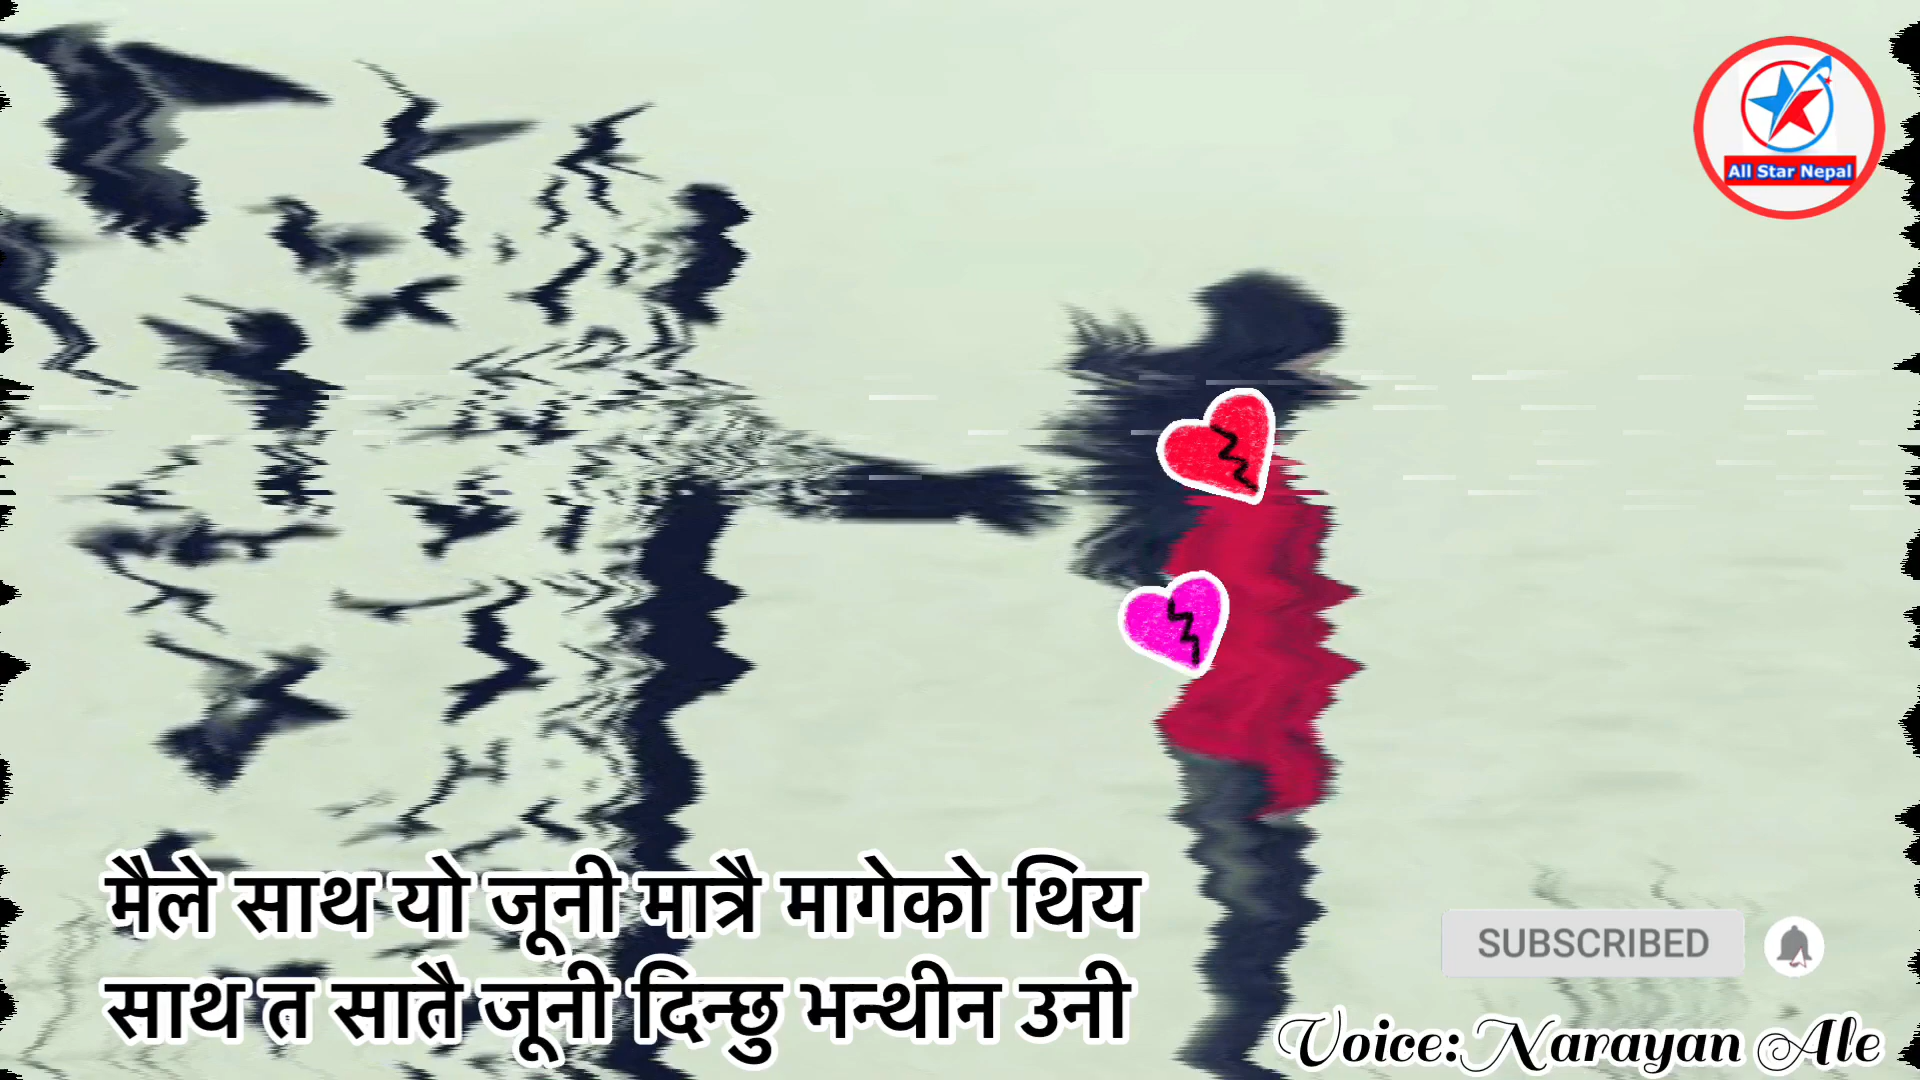 All Star Nepal
मैले साथ यो जूनी मात्रै मागेको थिय
साथ त सातै जूनी दिन्छु भन्थीन उनी
SUBSCRIBED
Voice:Narayan Ale